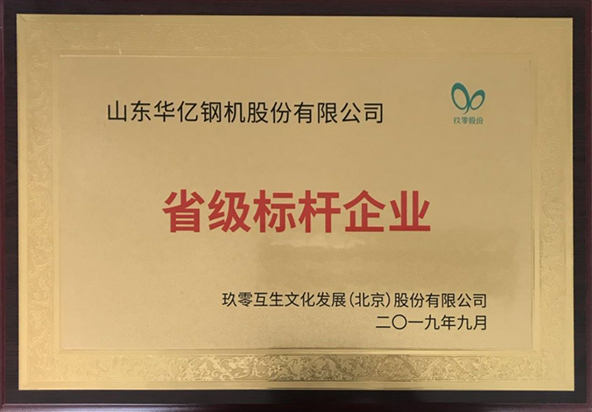 山东华亿钢机股份有限公司
玖零股份
省级标杆企业
玖零互生文化发展(北京)股份有限公司
二〇一九年九月